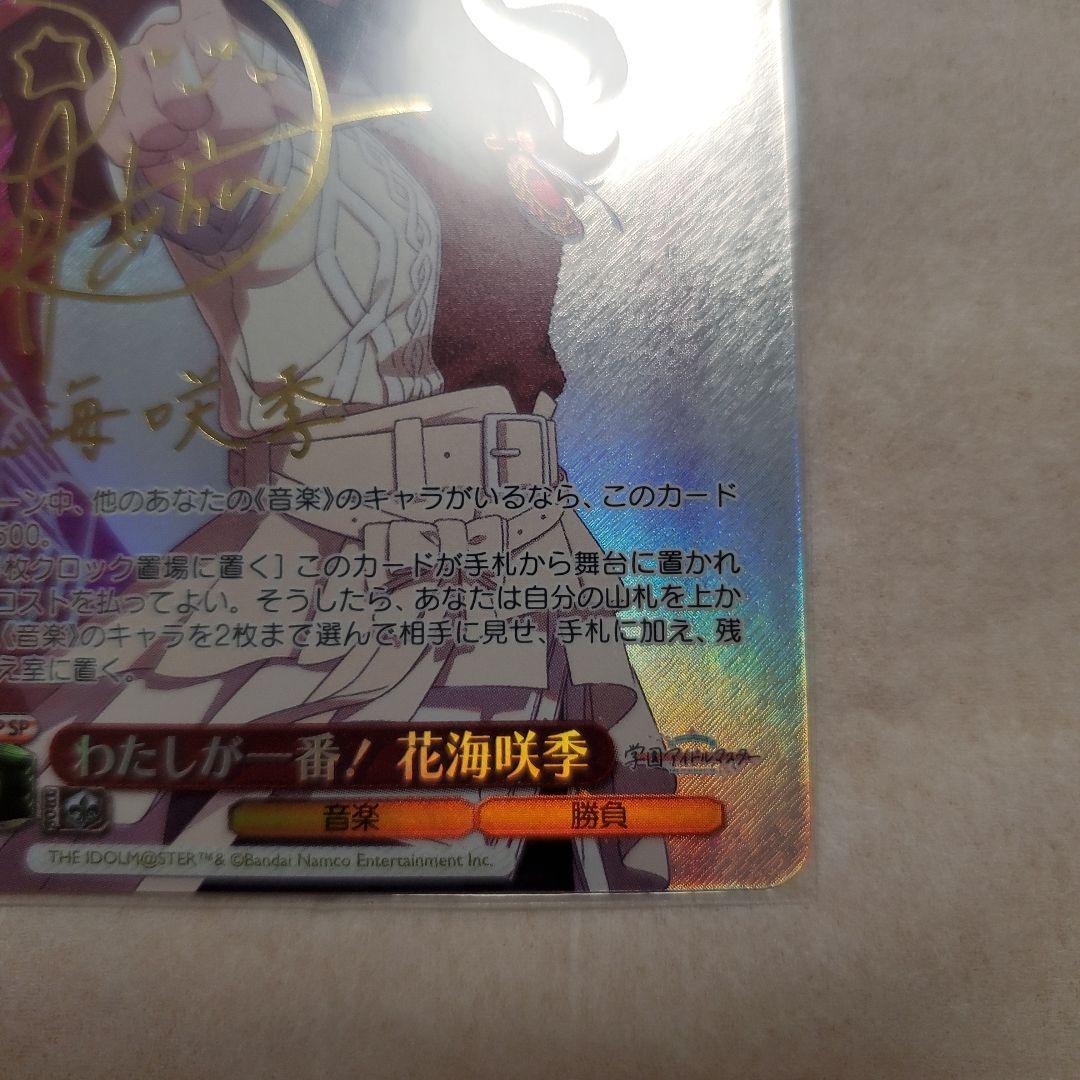 海咲季
ーン中、他のあなたの《音楽》のキャラがいるなら、このカード
500。
枚クロック置場に置く］ このカードが手札から舞台に置かれ
コストを払ってよい。そうしたら、あなたは自分の山札を上か
《音楽》のキャラを2枚まで選んで相手に見せ、手札に加え、残
え室に置く。
SP
わたしが一番！ 花海咲季
学園アイドルマスター
音楽 勝負
THE IDOLM@STER™& ©Bandai Namco Entertainment Inc.